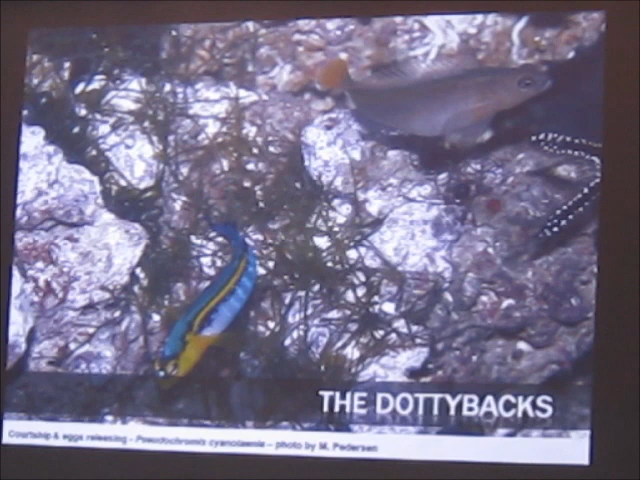 THE DOTTYBACKS
Courtship & eggs releasing - Pseudochromis cyanotaenia – photo by M. Pedersen